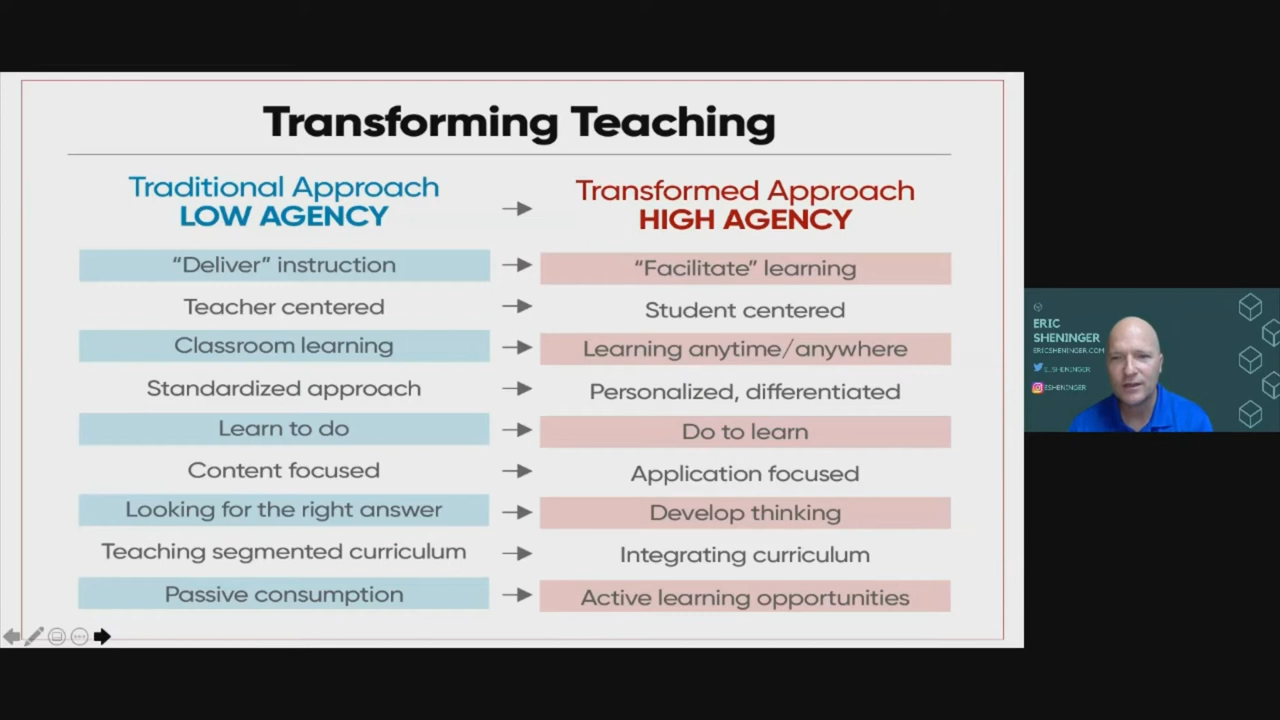 Transforming Teaching
Traditional Approach
LOW AGENCY
Transformed Approach
HIGH AGENCY
“Deliver” instruction
“Facilitate” learning
Teacher centered
Student centered
Classroom learning
Learning anytime/anywhere
Standardized approach
Personalized, differentiated
Learn to do
Do to learn
Content focused
Application focused
Looking for the right answer
Develop thinking
Teaching segmented curriculum
Integrating curriculum
Passive consumption
Active learning opportunities
ERIC
SHENINGER
ERICSHENINGER.COM
E_SHENINGER
ESHENINGER